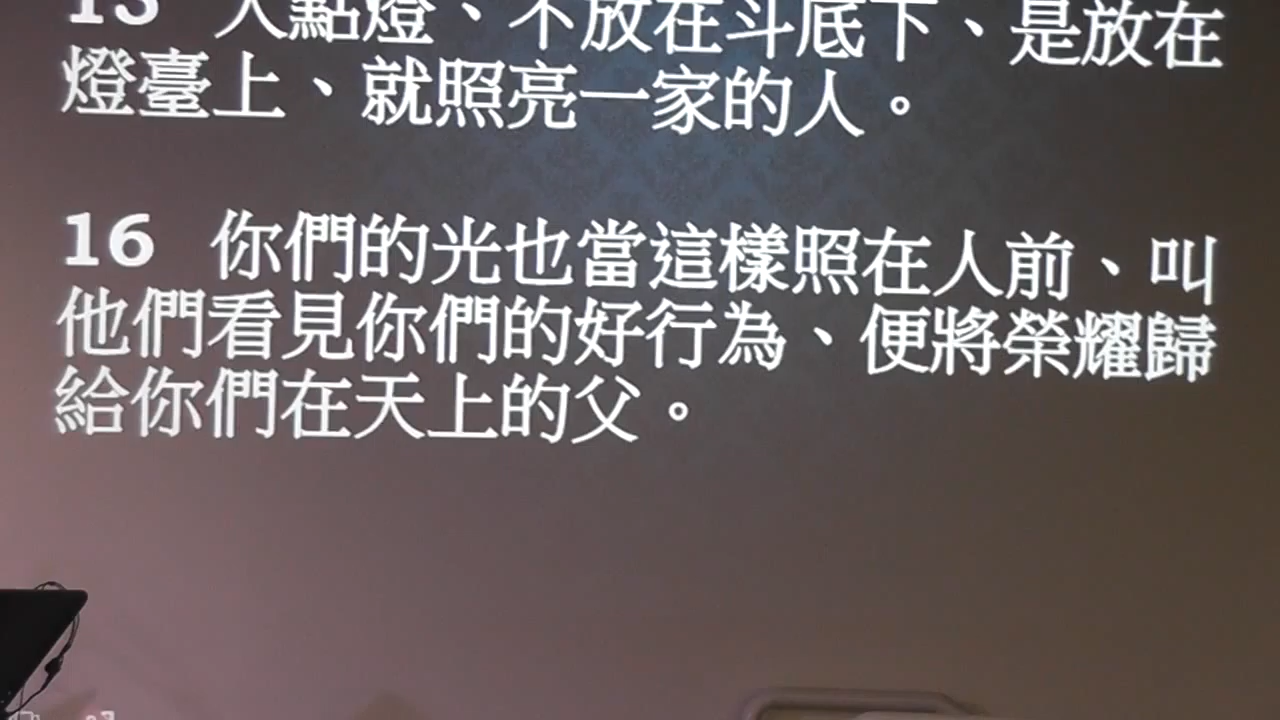 15 人點燈、不放在斗底下、是放在
燈臺上、就照亮一家的人。
16 你們的光也當這樣照在人前、叫
他們看見你們的好行為、便將榮耀歸
給你們在天上的父。